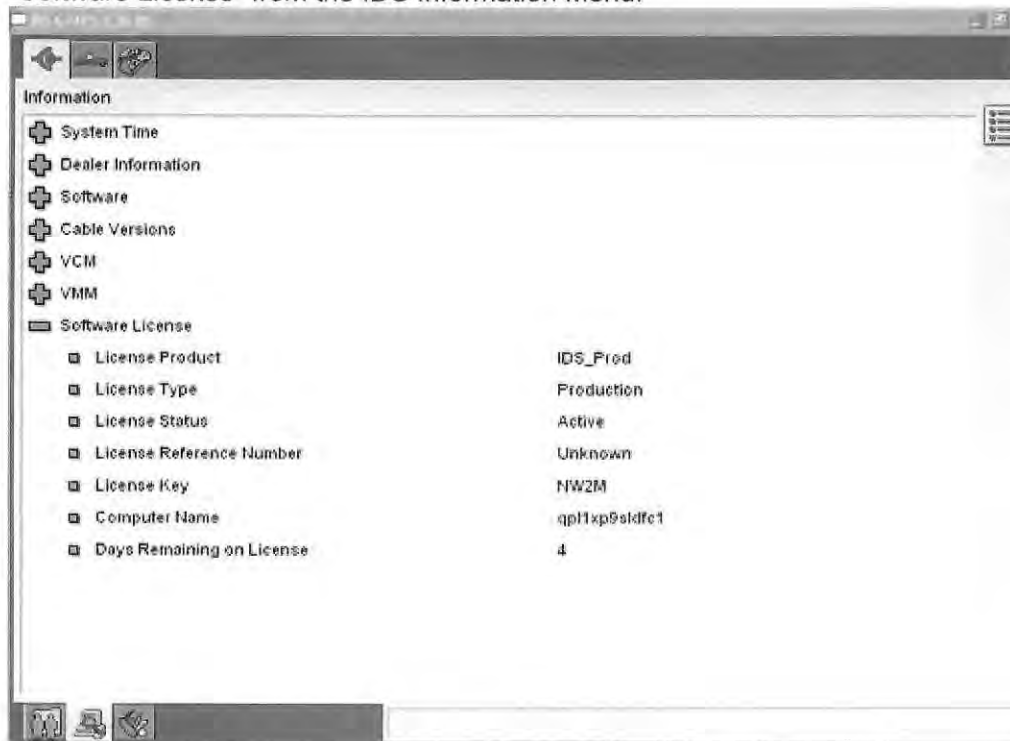 Software License" from the IDS Information Menu.
Information
System Time
Dealer Information
Software
Cable Versions
VCM
VMM
Software License
License Product IDS_Prod
License Type Production
License Status Active
License Reference Number Unknown
License Key NW2M
Computer Name
Days Remaining on License 4